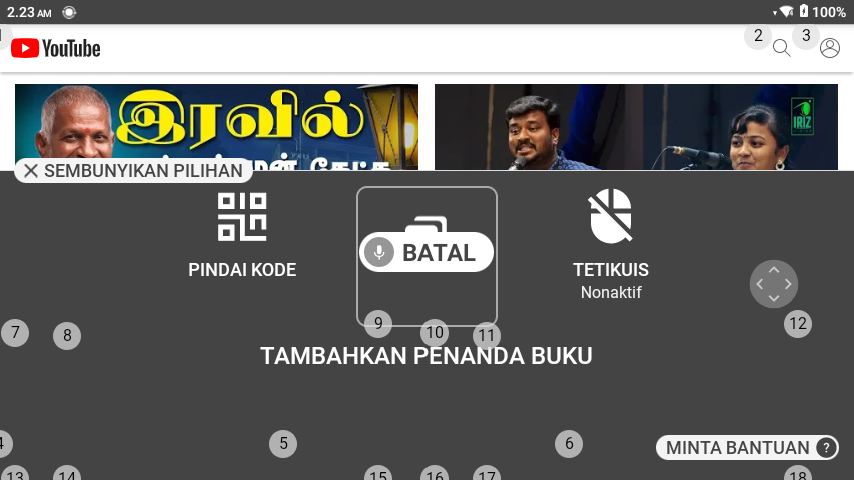 2.23 AM
100%
1
YouTube
2
3
இரவில்
IRIZ
SEMBUNYIKAN PILIHAN
BATAL
PINDAI KODE
TETIKUIS
Nonaktif
7
8
9
10
11
12
TAMBAHKAN PENANDA BUKU
4
5
6
MINTA BANTUAN ?
13
14
15
16
17
18